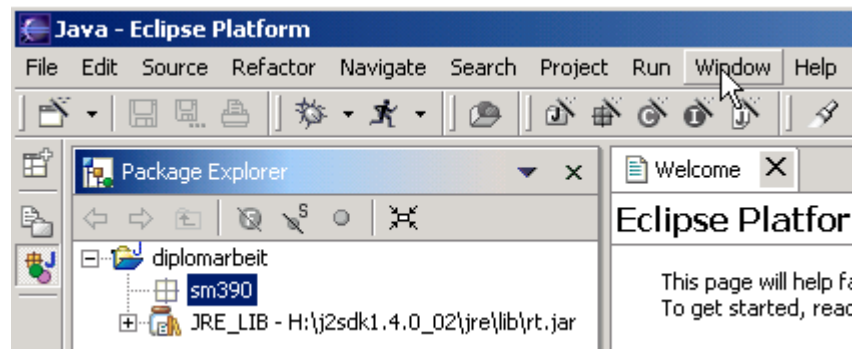 Java - Eclipse Platform
File Edit Source Refactor Navigate Search Project Run Window Help
Package Explorer
Welcome
diplomarbeit
sm390
JRE_LIB - H:\j2sdk1.4.0_02\jre\lib\rt.jar
Eclipse Platfor
This page will help fa
To get started, read